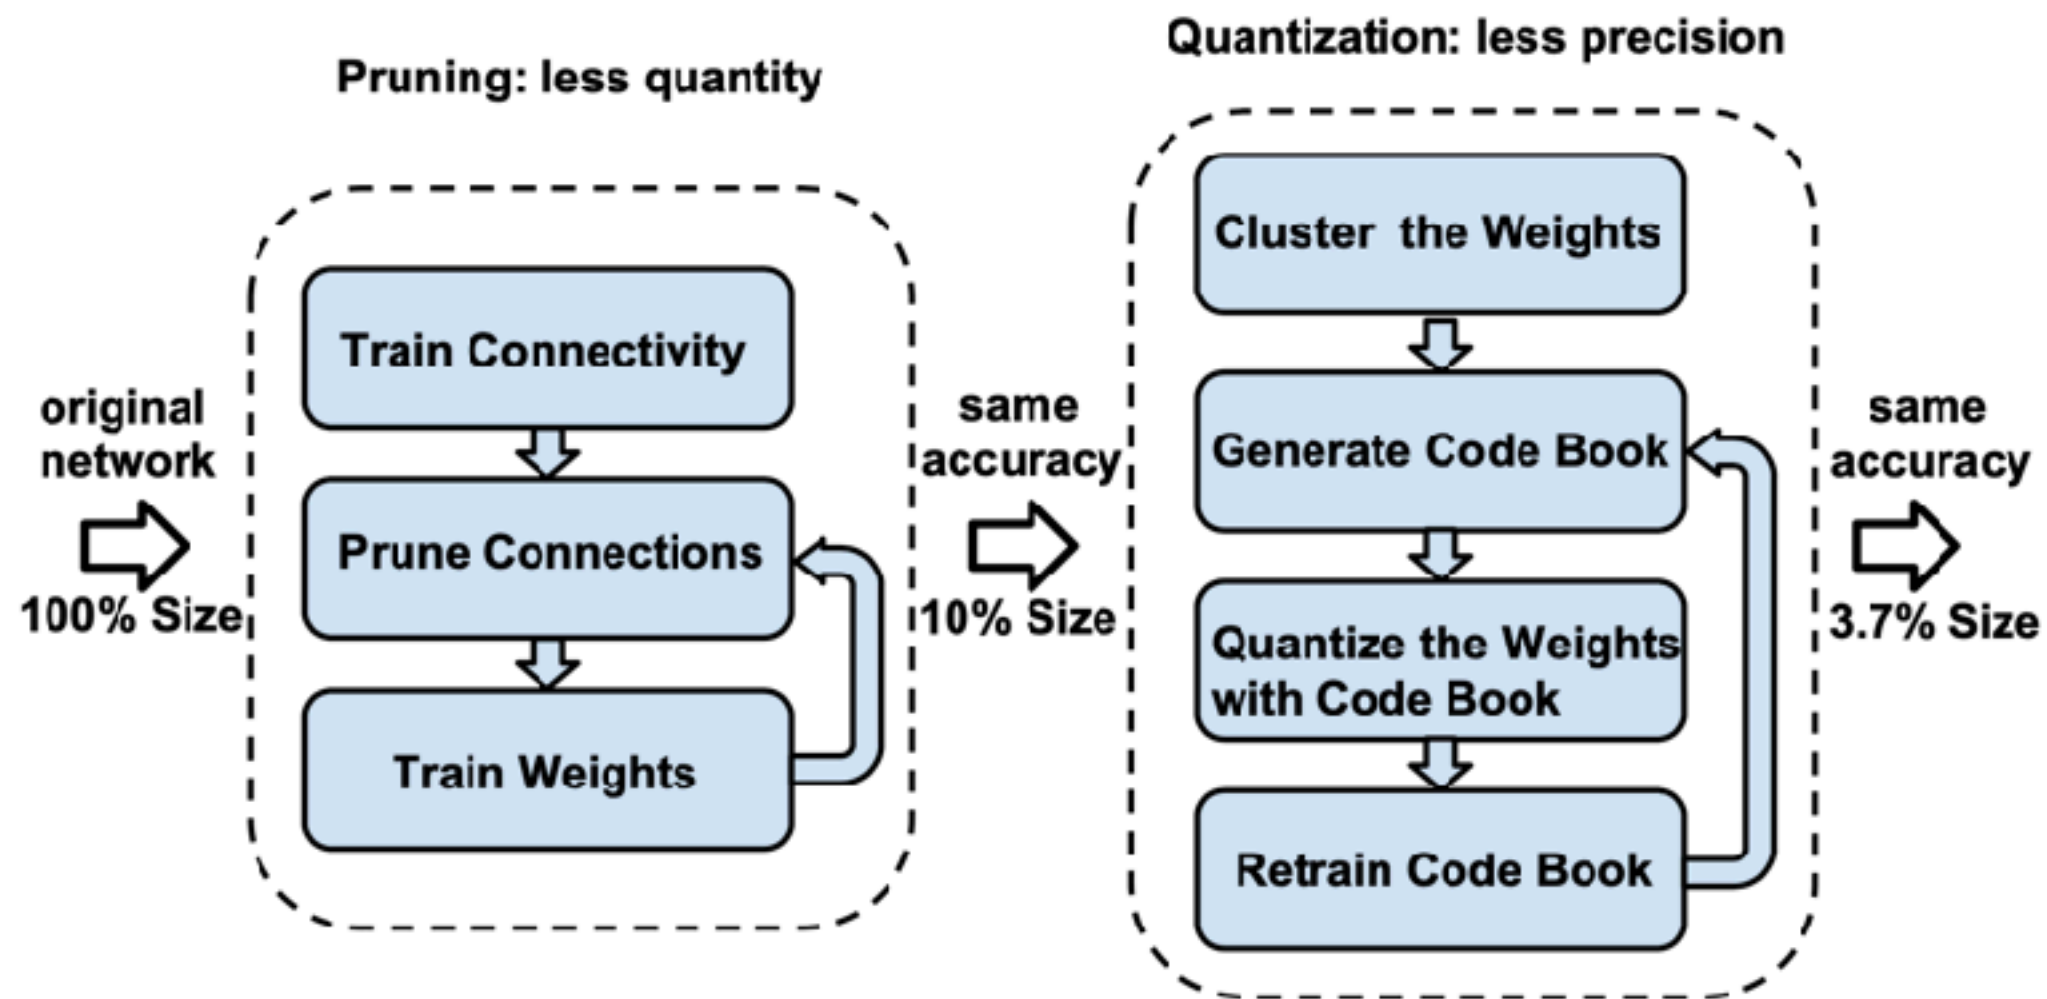 Pruning: less quantity
Quantization: less precision
original
network
100% Size
Train Connectivity
Prune Connections
Train Weights
same
accuracy
10% Size
Cluster the Weights
Generate Code Book
Quantize the Weights
with Code Book
Retrain Code Book
same
accuracy
3.7% Size